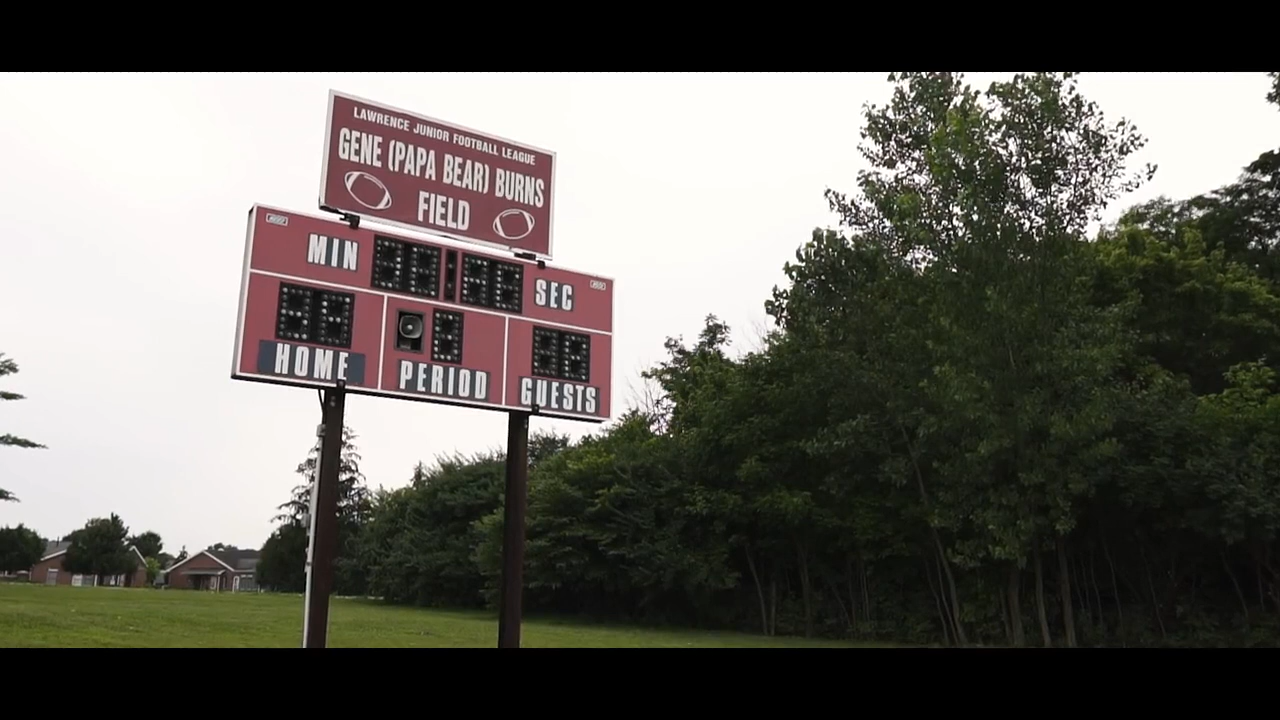 LAWRENCE JUNIOR FOOTBALL LEAGUE
GENE (PAPA BEAR) BURNS
FIELD
MIN
SEC
HOME
PERIOD
GUESTS